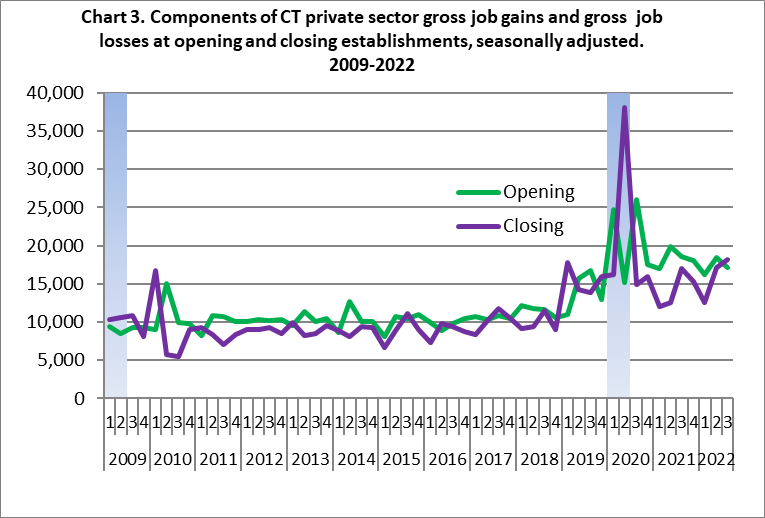 Chart 3. Components of CT private sector gross job gains and gross job
losses at opening and closing establishments, seasonally adjusted.
2009-2022
40,000
35,000
30,000
25,000
20,000
15,000
10,000
5,000
0
Opening
Closing
1 2 3 4 1 2 3 4 1 2 3 4 1 2 3 4 1 2 3 4 1 2 3 4 1 2 3 4 1 2 3 4 1 2 3 4 1 2 3 4 1 2 3 4 1 2 3 4 1 2 3 4 1 2 3
2009 2010 2011 2012 2013 2014 2015 2016 2017 2018 2019 2020 2021 2022